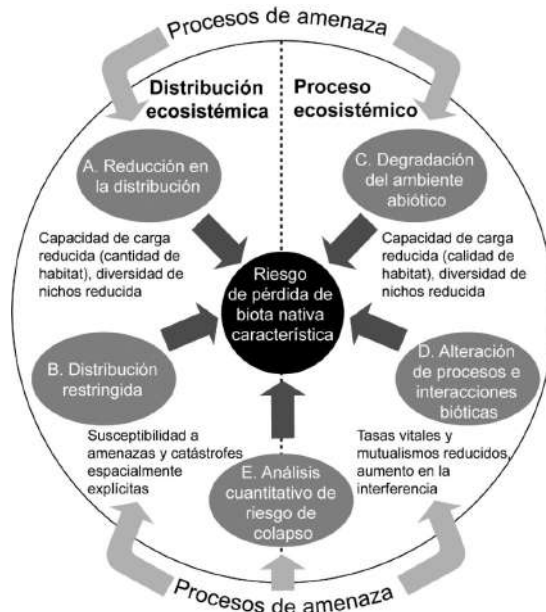 Procesos de amenaza
Distribución
ecosistémica
Proceso
ecosistémico
A. Reducción en
la distribución
C. Degradación
del ambiente
abiótico
Capacidad de carga
reducida (cantidad de
habitat), diversidad de
nichos reducida
Capacidad de carga
reducida (calidad de
habitat), diversidad de
nichos reducida
Riesgo
de pérdida de
biota nativa
característica
B. Distribución
restringida
D. Alteración
de procesos e
interacciones
bióticas
Susceptibilidad a
amenazas y catástrofes
espacialmente
explícitas
Tasas vitales y
mutualismos reducidos,
aumento en la
interferencia
E. Análisis
cuantitativo de
riesgo de
colapso
Procesos de amenaza